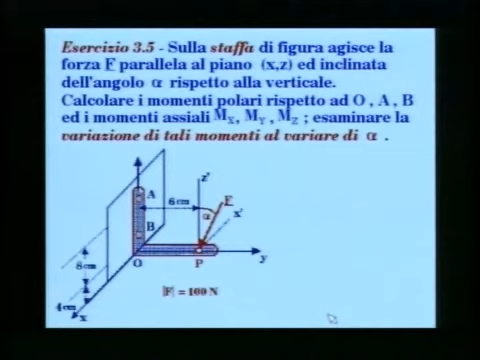 Esercizio 3.5 - Sulla staffa di figura agisce la
forza F parallela al piano (x,z) ed inclinata
dell'angolo α rispetto alla verticale.
Calcolare i momenti polari rispetto ad O , A , B
ed i momenti assiali Mx, MY , Mz ; esaminare la
variazione di tali momenti al variare di α .
z'
A
6 cm
F
α
x'
B
O
P
y
8 cm
4 cm
x
|F| = 100 N